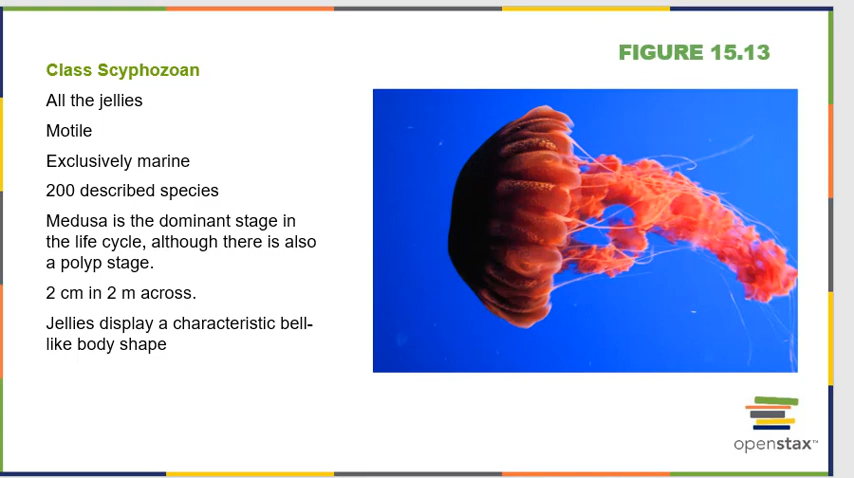 FIGURE 15.13
Class Scyphozoan
All the jellies
Motile
Exclusively marine
200 described species
Medusa is the dominant stage in
the life cycle, although there is also
a polyp stage.
2 cm in 2 m across.
Jellies display a characteristic bell-
like body shape
openstax™